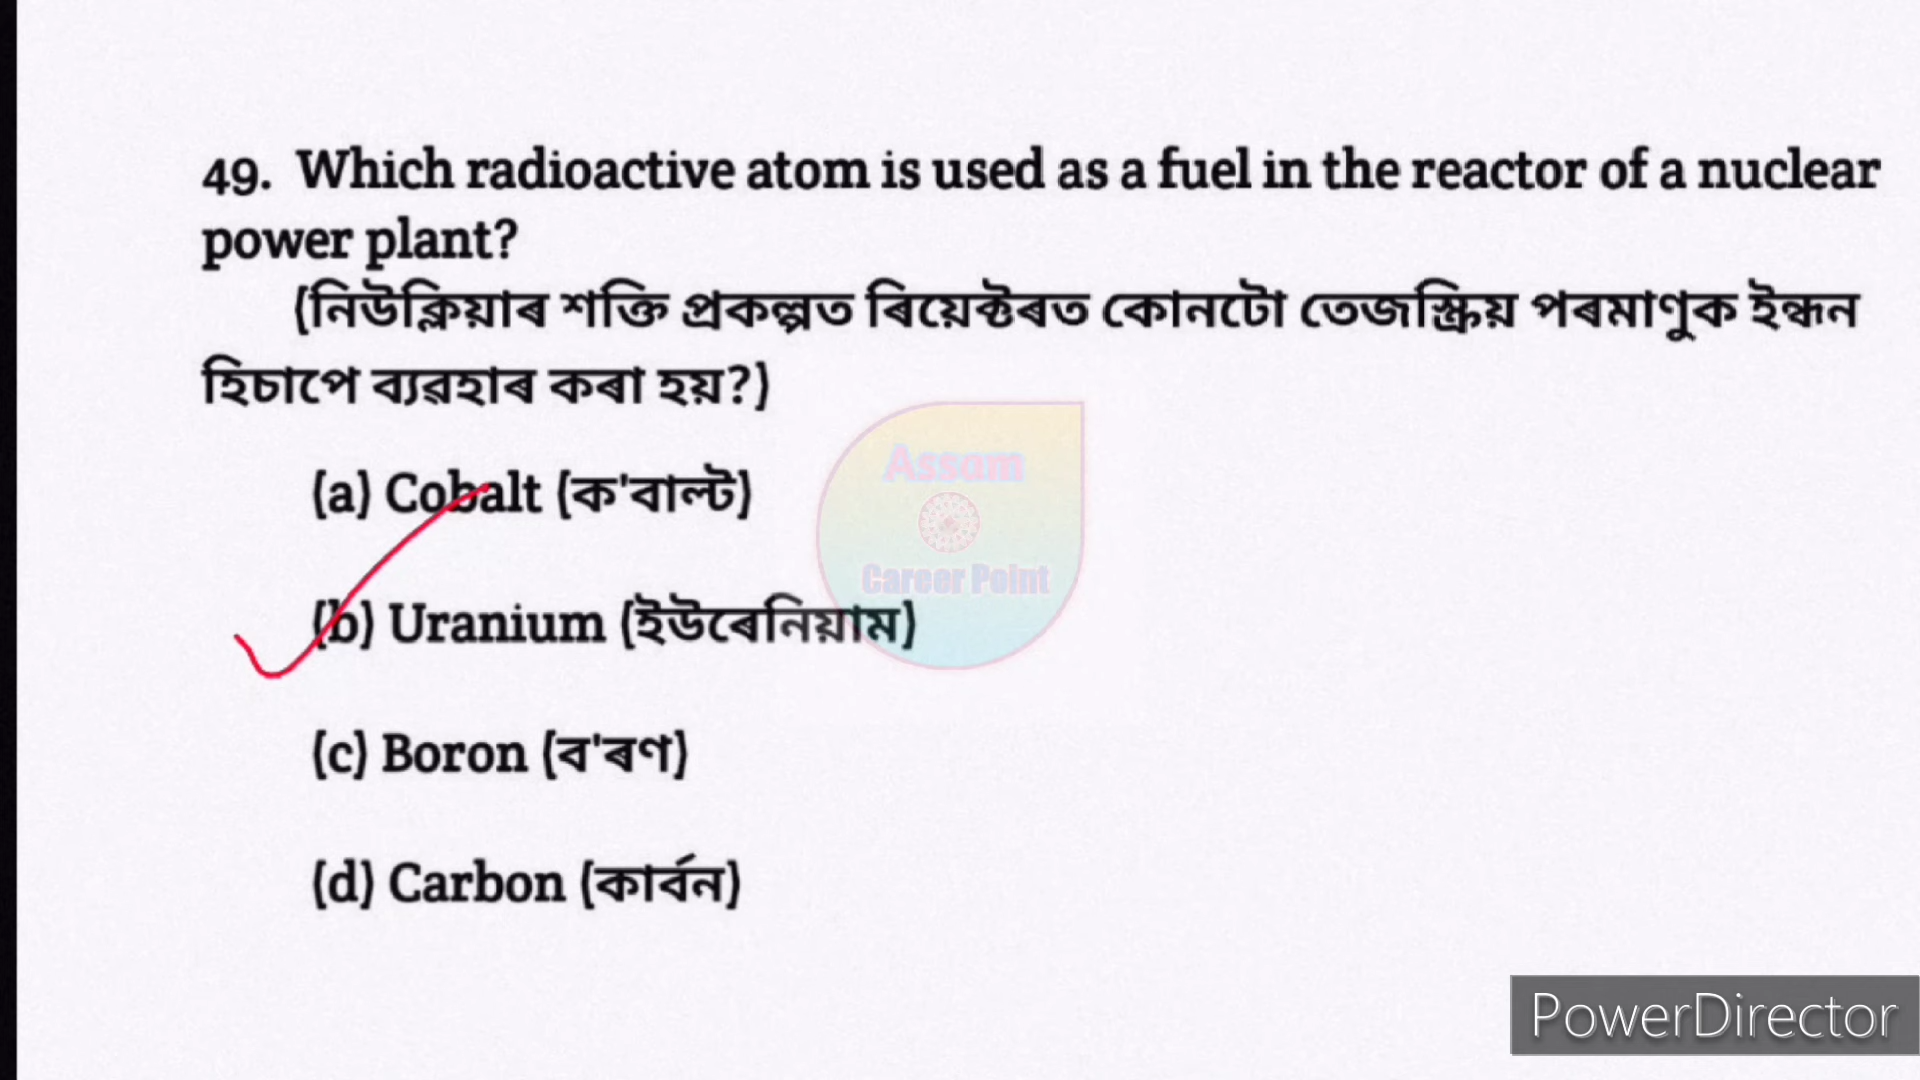 49. Which radioactive atom is used as a fuel in the reactor of a nuclear
power plant?
(নিউক্লিয়াৰ শক্তি প্ৰকল্পত ৰিয়েক্টৰত কোনটো তেজস্ক্ৰিয় পৰমাণুক ইন্ধন
হিচাপে ব্যৱহাৰ কৰা হয়?)
(a) Cobalt (ক'বাল্ট)
Assam
Career Point
(b) Uranium (ইউৰেনিয়াম)
(c) Boron (ব'ৰণ)
(d) Carbon (কাৰ্বন)
PowerDirector